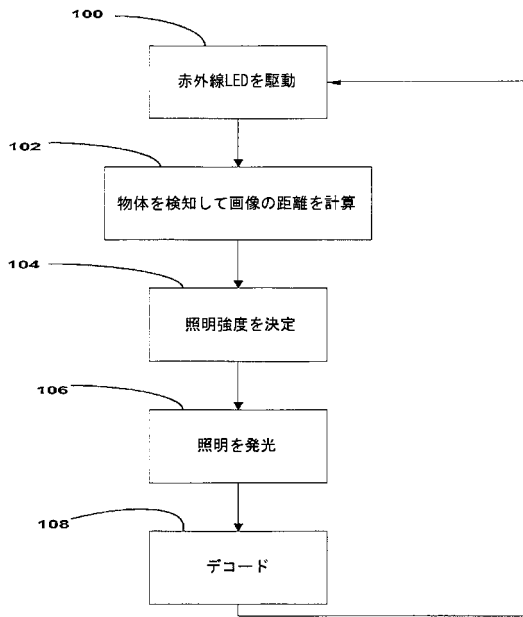 100
赤外線LEDを駆動
102
物体を検知して画像の距離を計算
104
照明強度を決定
106
照明を発光
108
デコード